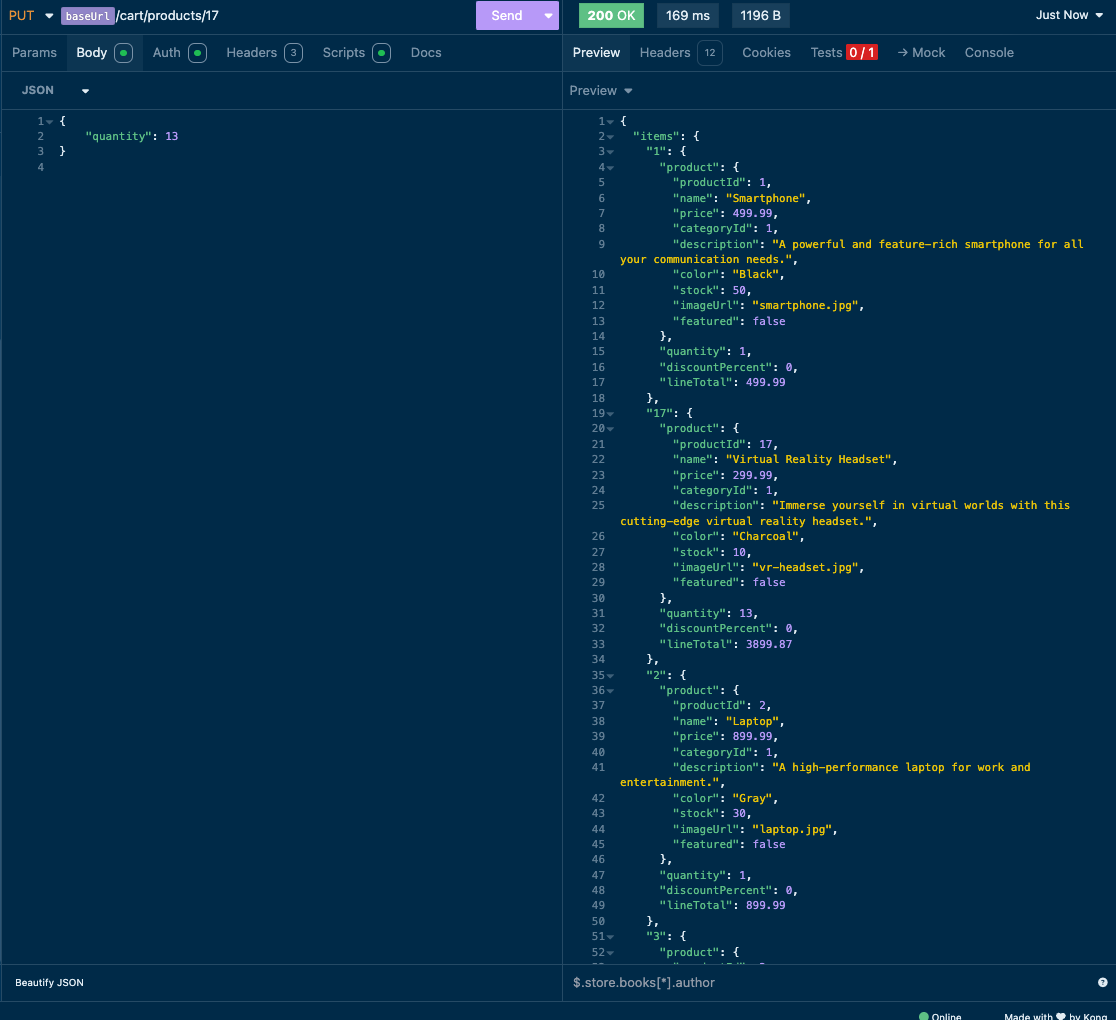 PUT baseUrl/cart/products/17 Send 200 OK 169 ms 1196 B Just Now
Params Body Auth Headers 3 Scripts Docs Preview Headers 12 Cookies Tests 0 / 1 → Mock Console
JSON Preview
1 {
2 "quantity": 13
3 }
4
1 {
2 "items": {
3 "1": {
4 "product": {
5 "productId": 1,
6 "name": "Smartphone",
7 "price": 499.99,
8 "categoryId": 1,
9 "description": "A powerful and feature-rich smartphone for all
your communication needs.",
10 "color": "Black",
11 "stock": 50,
12 "imageUrl": "smartphone.jpg",
13 "featured": false
14 },
15 "quantity": 1,
16 "discountPercent": 0,
17 "lineTotal": 499.99
18 },
19 "17": {
20 "product": {
21 "productId": 17,
22 "name": "Virtual Reality Headset",
23 "price": 299.99,
24 "categoryId": 1,
25 "description": "Immerse yourself in virtual worlds with this
cutting-edge virtual reality headset.",
26 "color": "Charcoal",
27 "stock": 10,
28 "imageUrl": "vr-headset.jpg",
29 "featured": false
30 },
31 "quantity": 13,
32 "discountPercent": 0,
33 "lineTotal": 3899.87
34 },
35 "2": {
36 "product": {
37 "productId": 2,
38 "name": "Laptop",
39 "price": 899.99,
40 "categoryId": 1,
41 "description": "A high-performance laptop for work and
entertainment.",
42 "color": "Gray",
43 "stock": 30,
44 "imageUrl": "laptop.jpg",
45 "featured": false
46 },
47 "quantity": 1,
48 "discountPercent": 0,
49 "lineTotal": 899.99
50 },
51 "3": {
52 "product": {
Beautify JSON $.store.books[*].author
Online Made with ♥ by Kong